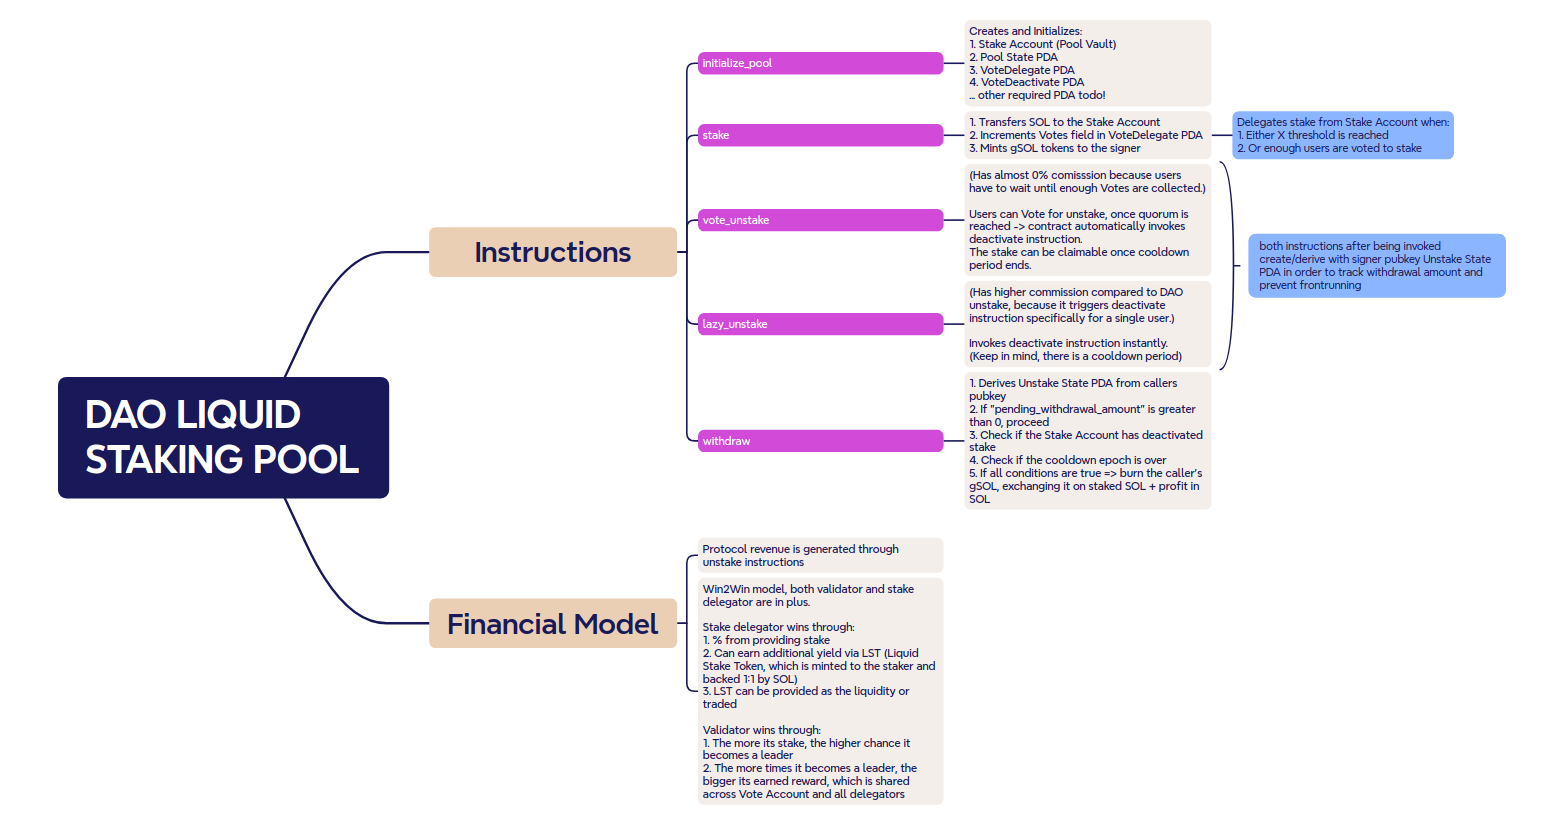 DAO LIQUID
STAKING POOL
Instructions
initialize_pool
Creates and Initializes:
1. Stake Account (Pool Vault)
2. Pool State PDA
3. VoteDelegate PDA
4. VoteDeactivate PDA
... other required PDA todo!
stake
1. Transfers SOL to the Stake Account
2. Increments Votes field in VoteDelegate PDA
3. Mints gSOL tokens to the signer
Delegates stake from Stake Account when:
1. Either X threshold is reached
2. Or enough users are voted to stake
vote_unstake
(Has almost 0% comisssion because users
have to wait until enough Votes are collected.)
Users can Vote for unstake, once quorum is
reached -> contract automatically invokes
deactivate instruction.
The stake can be claimable once cooldown
period ends.
lazy_unstake
(Has higher commission compared to DAO
unstake, because it triggers deactivate
instruction specifically for a single user.)
Invokes deactivate instruction instantly.
(Keep in mind, there is a cooldown period)
both instructions after being invoked
create/derive with signer pubkey Unstake State
PDA in order to track withdrawal amount and
prevent frontrunning
withdraw
1. Derives Unstake State PDA from callers
pubkey
2. If "pending_withdrawal_amount" is greater
than 0, proceed
3. Check if the Stake Account has deactivated
stake
4. Check if the cooldown epoch is over
5. If all conditions are true => burn the caller's
gSOL, exchanging it on staked SOL + profit in
SOL
Financial Model
Protocol revenue is generated through
unstake instructions
Win2Win model, both validator and stake
delegator are in plus.
Stake delegator wins through:
1. % from providing stake
2. Can earn additional yield via LST (Liquid
Stake Token, which is minted to the staker and
backed 1:1 by SOL)
3. LST can be provided as the liquidity or
traded
Validator wins through:
1. The more its stake, the higher chance it
becomes a leader
2. The more times it becomes a leader, the
bigger its earned reward, which is shared
across Vote Account and all delegators